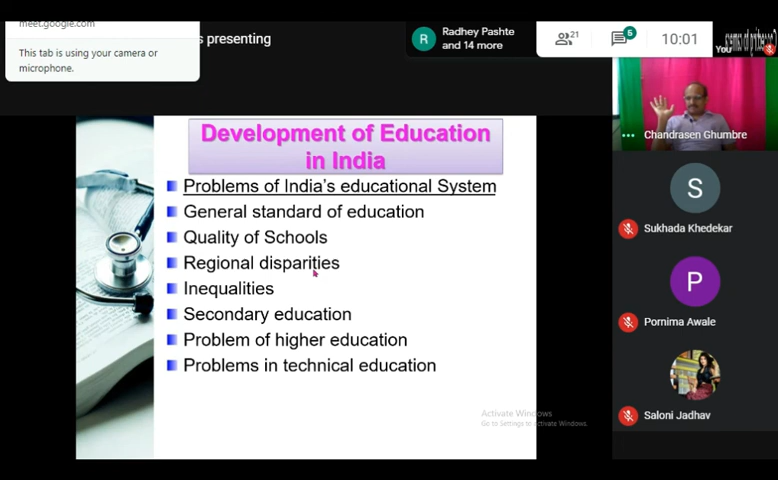 meet.google.com
This tab is using your camera or
microphone.
s presenting
R
Radhey Pashte
and 14 more
21
5
10:01
You
Chandrasen Ghumbre
S
Sukhada Khedekar
P
Pornima Awale
Saloni Jadhav
Development of Education
in India
Problems of India's educational System
General standard of education
Quality of Schools
Regional disparities
Inequalities
Secondary education
Problem of higher education
Problems in technical education
Activate Windows
Go to Settings to activate Windows.